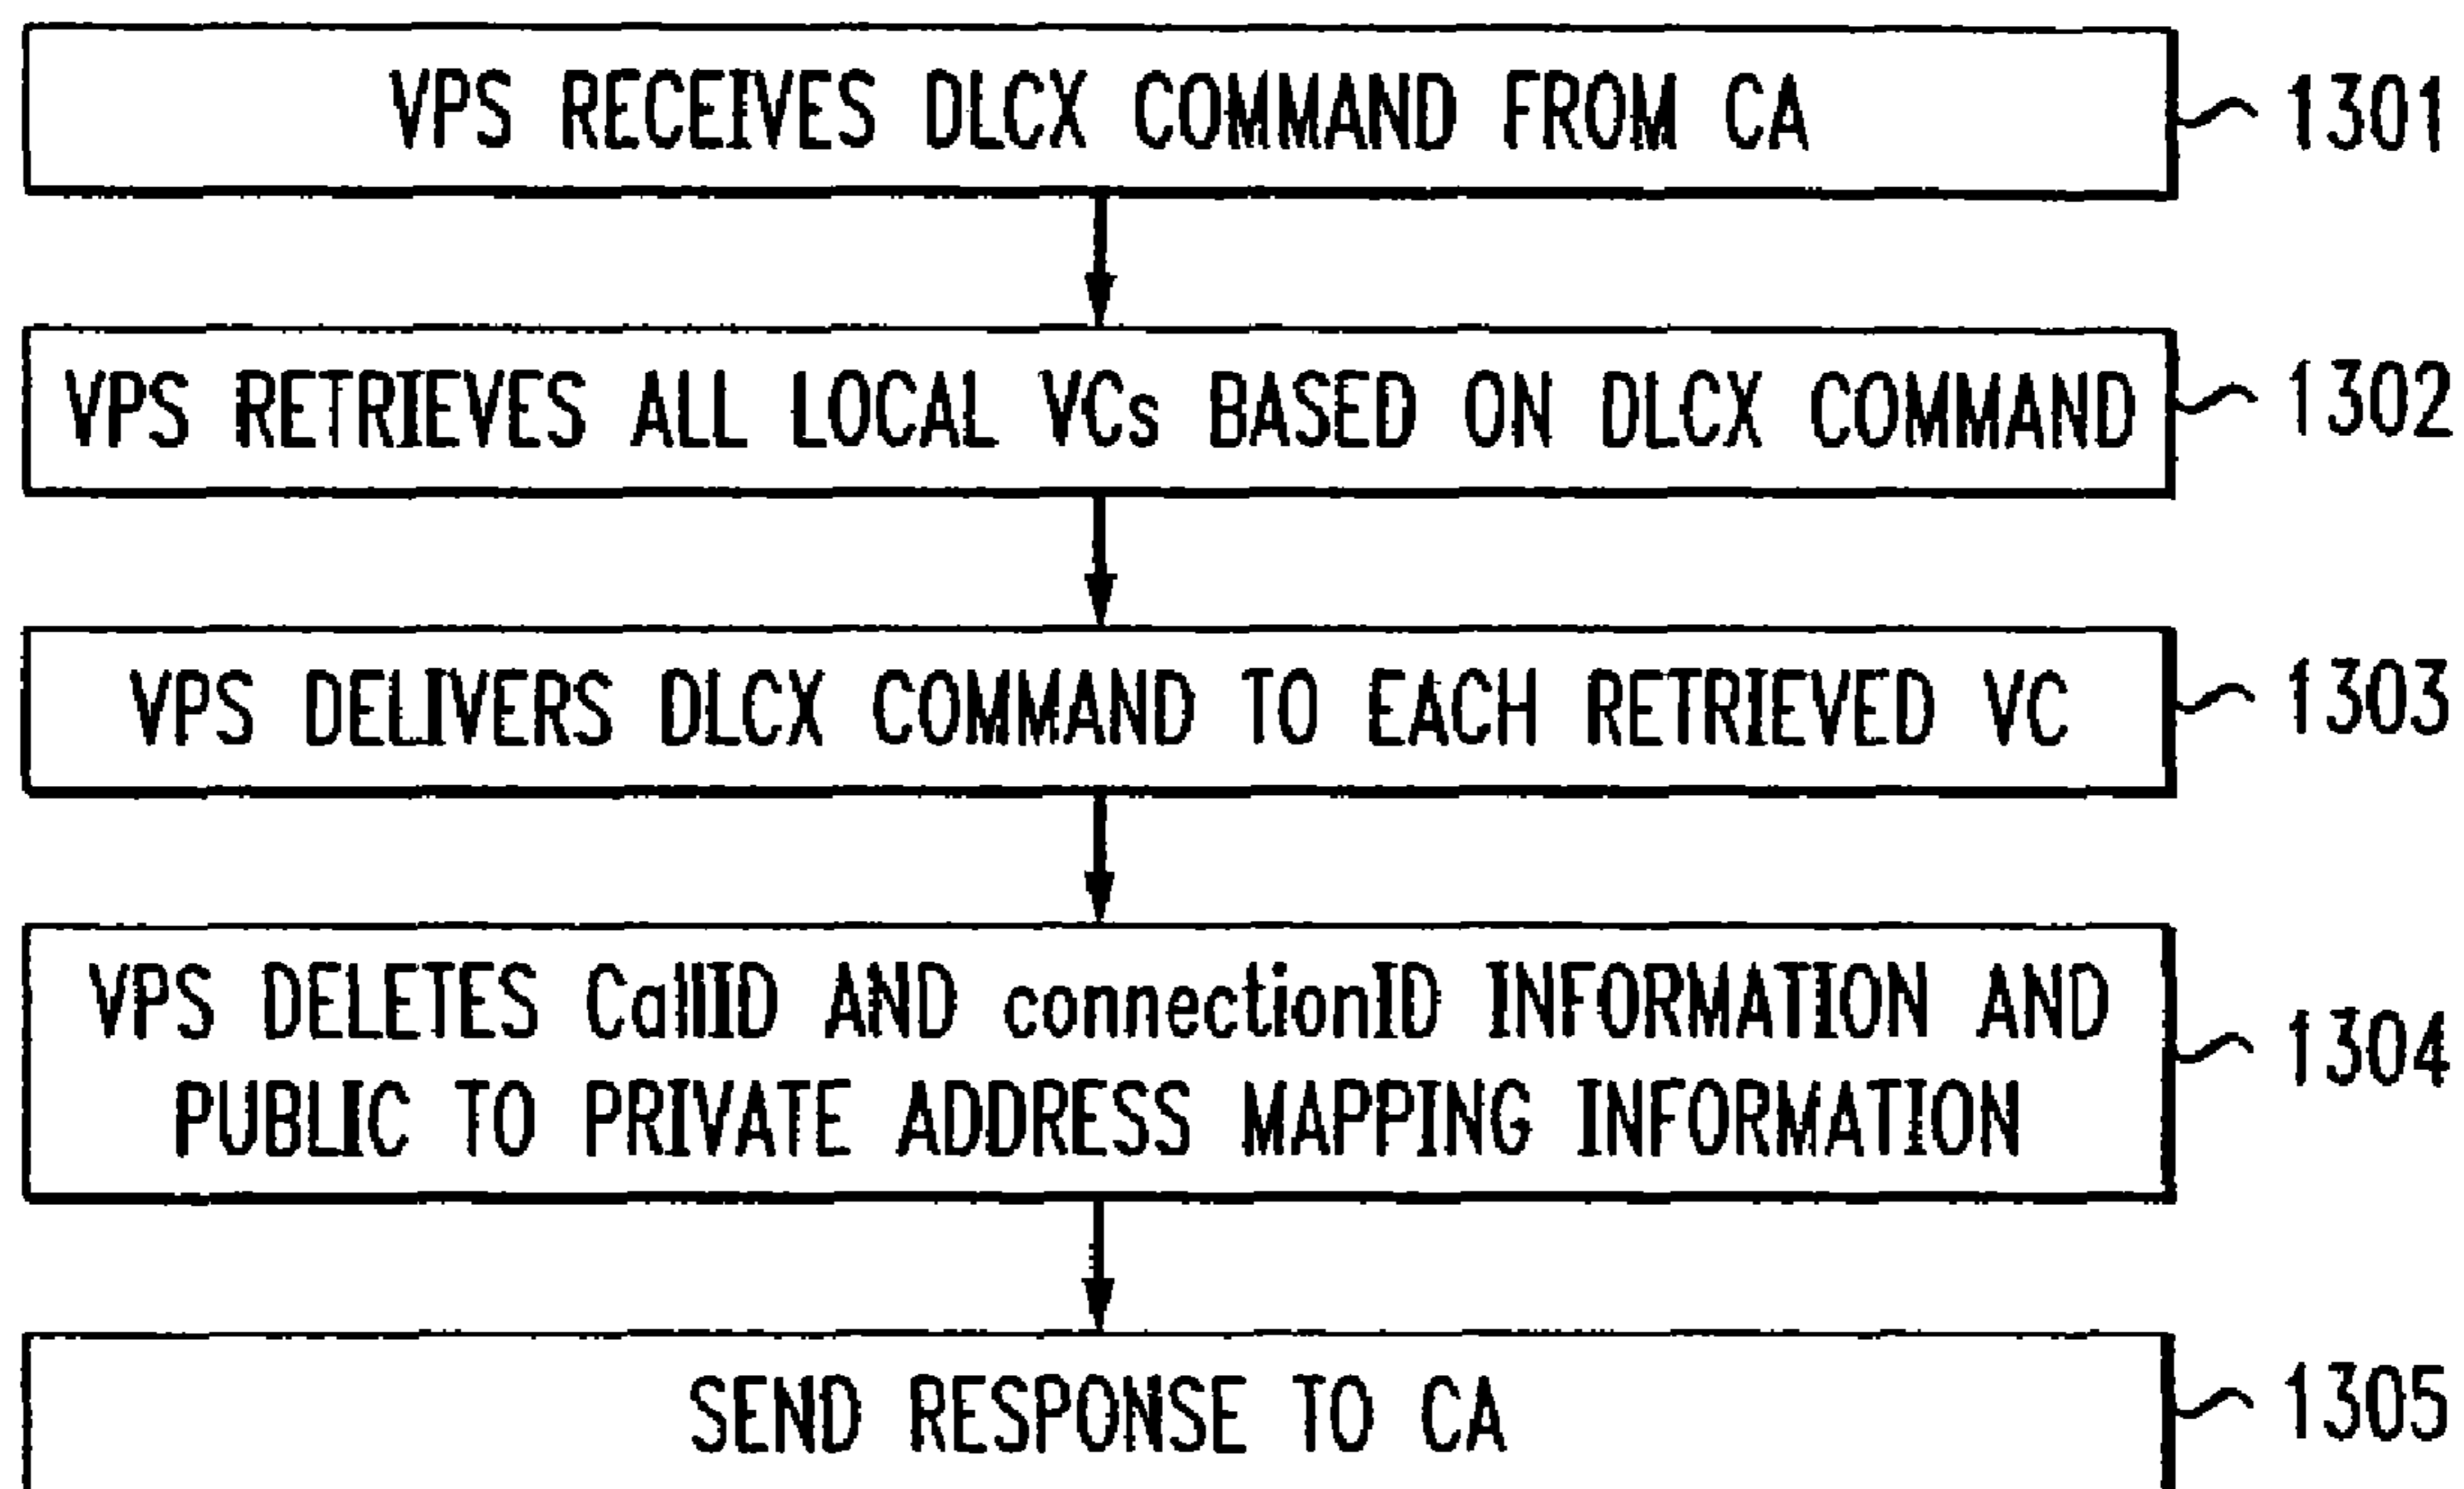 VPS RECEIVES DLCX COMMAND FROM CA
1301
VPS RETRIEVES ALL LOCAL VCs BASED ON DLCX COMMAND
1302
VPS DELIVERS DLCX COMMAND TO EACH RETRIEVED VC
1303
VPS DELETES CallID AND connectionID INFORMATION AND
PUBLIC TO PRIVATE ADDRESS MAPPING INFORMATION
1304
SEND RESPONSE TO CA
1305